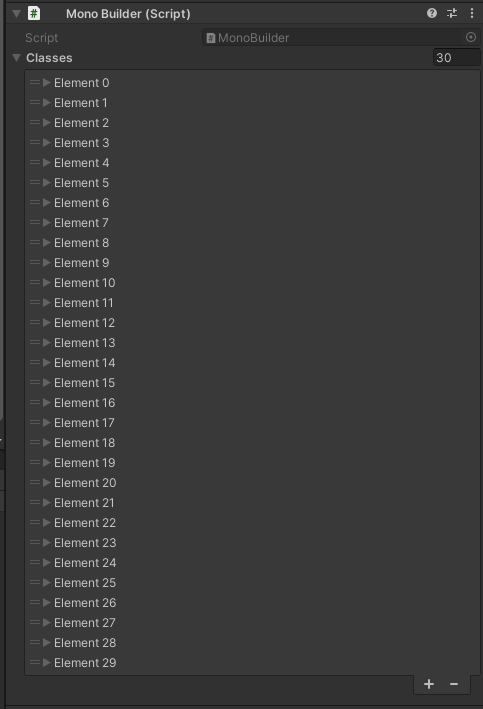 Mono Builder (Script)
Script MonoBuilder
Classes 30
Element 0
Element 1
Element 2
Element 3
Element 4
Element 5
Element 6
Element 7
Element 8
Element 9
Element 10
Element 11
Element 12
Element 13
Element 14
Element 15
Element 16
Element 17
Element 18
Element 19
Element 20
Element 21
Element 22
Element 23
Element 24
Element 25
Element 26
Element 27
Element 28
Element 29
+ -